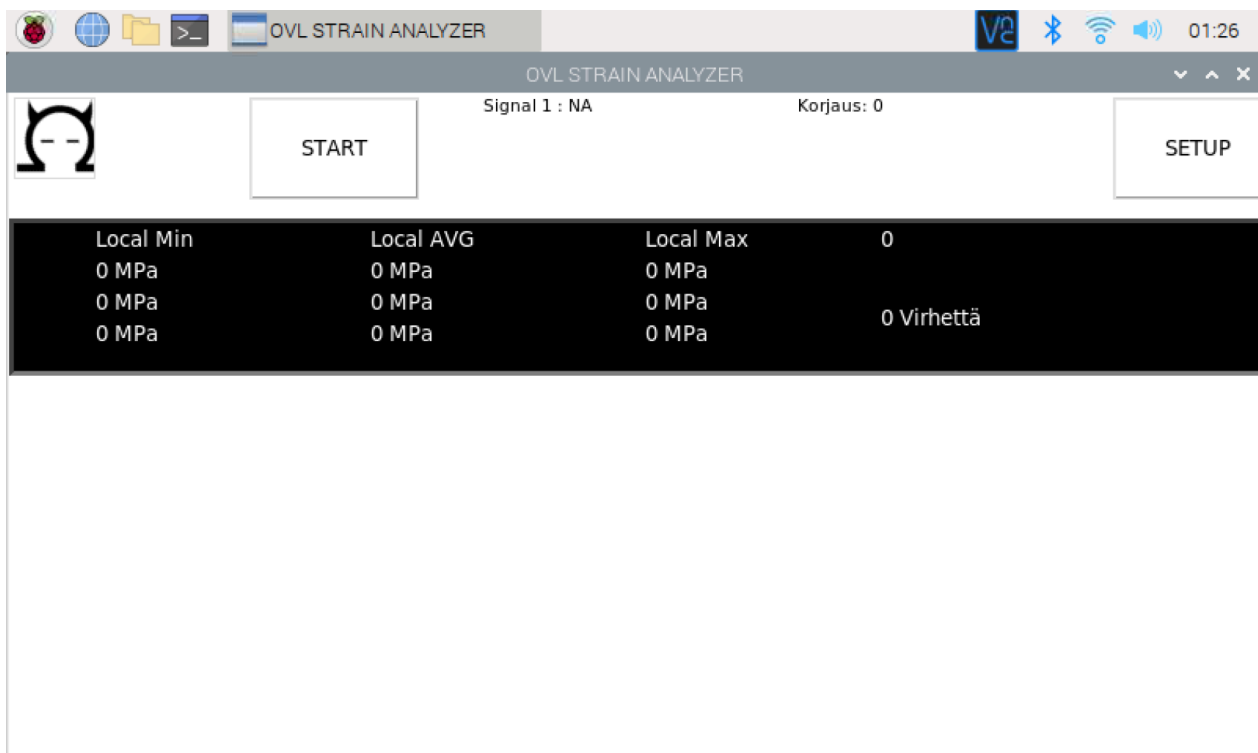 OVL STRAIN ANALYZER 01:26
OVL STRAIN ANALYZER
Signal 1 : NA Korjaus: 0
START SETUP
Local Min Local AVG Local Max 0
0 MPa 0 MPa 0 MPa
0 MPa 0 MPa 0 MPa
0 Virhettä
0 MPa 0 MPa 0 MPa